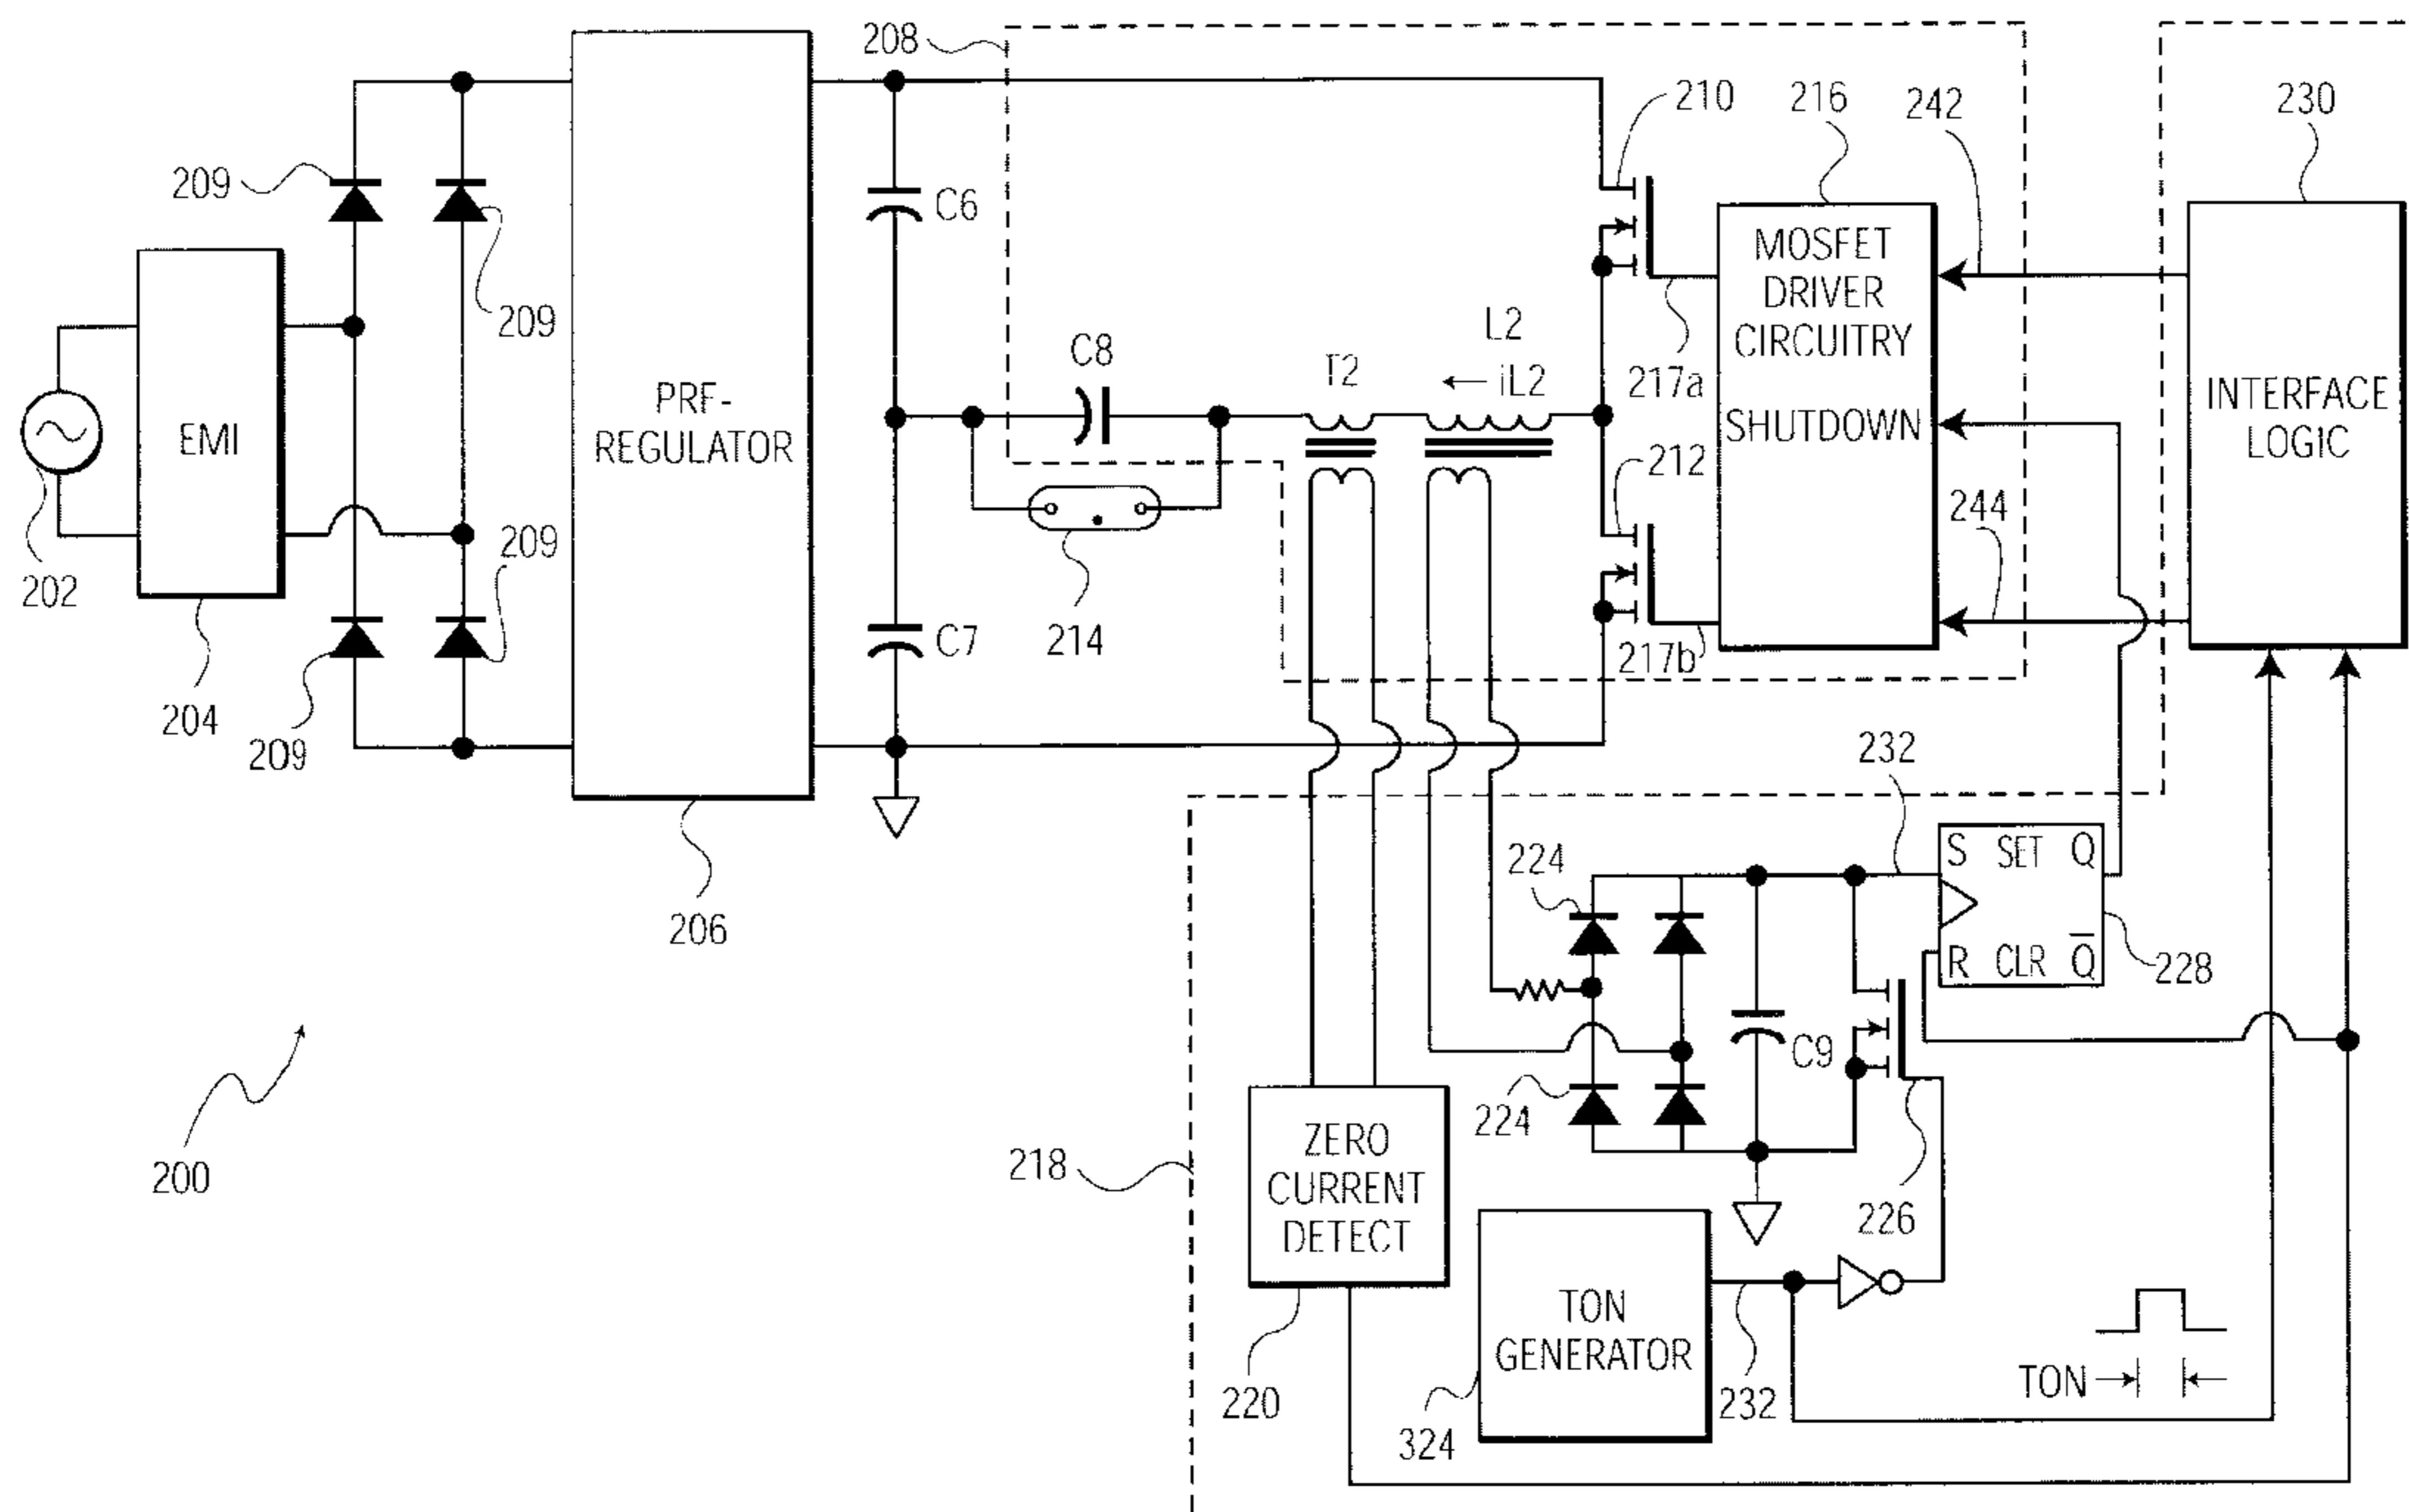 208
210
216
242
230
209
C6
MOSFET
DRIVER
CIRCUITRY
SHUTDOWN
209
L2
C8
T2
iL2
217a
PRF-
REGULATOR
INTERFACE
LOGIC
EMI
212
244
209
202
214
C7
217b
204
209
232
206
224
S SET Q
R CLR Q̅
228
C9
224
ZERO
CURRENT
DETECT
218
200
226
TON
GENERATOR
TON
220
232
324